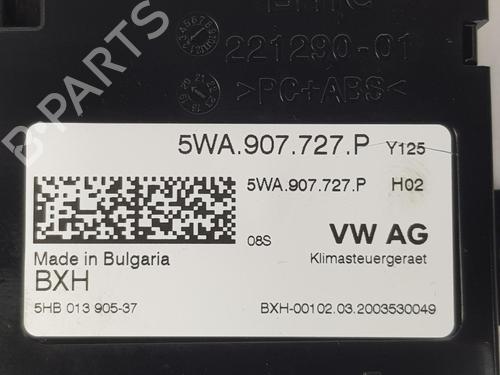 221290-01
>PC+ABS<
B-PARTS
5WA.907.727.P Y125
5WA.907.727.P H02
08S VW AG
Made in Bulgaria Klimasteuergeraet
BXH
5HB 013 905-37 BXH-00102.03.2003530049